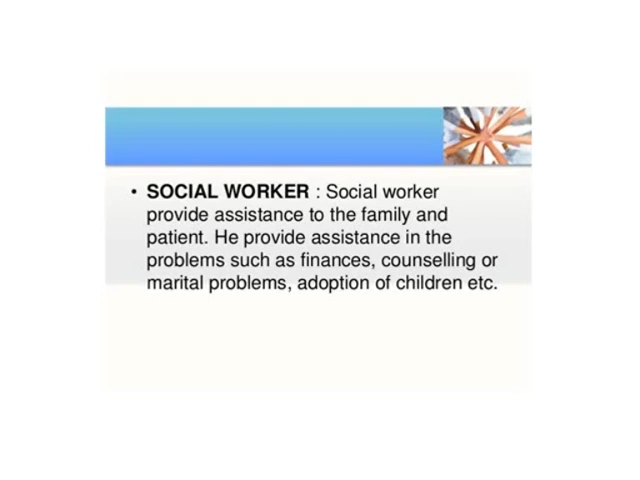 • SOCIAL WORKER : Social worker
provide assistance to the family and
patient. He provide assistance in the
problems such as finances, counselling or
marital problems, adoption of children etc.